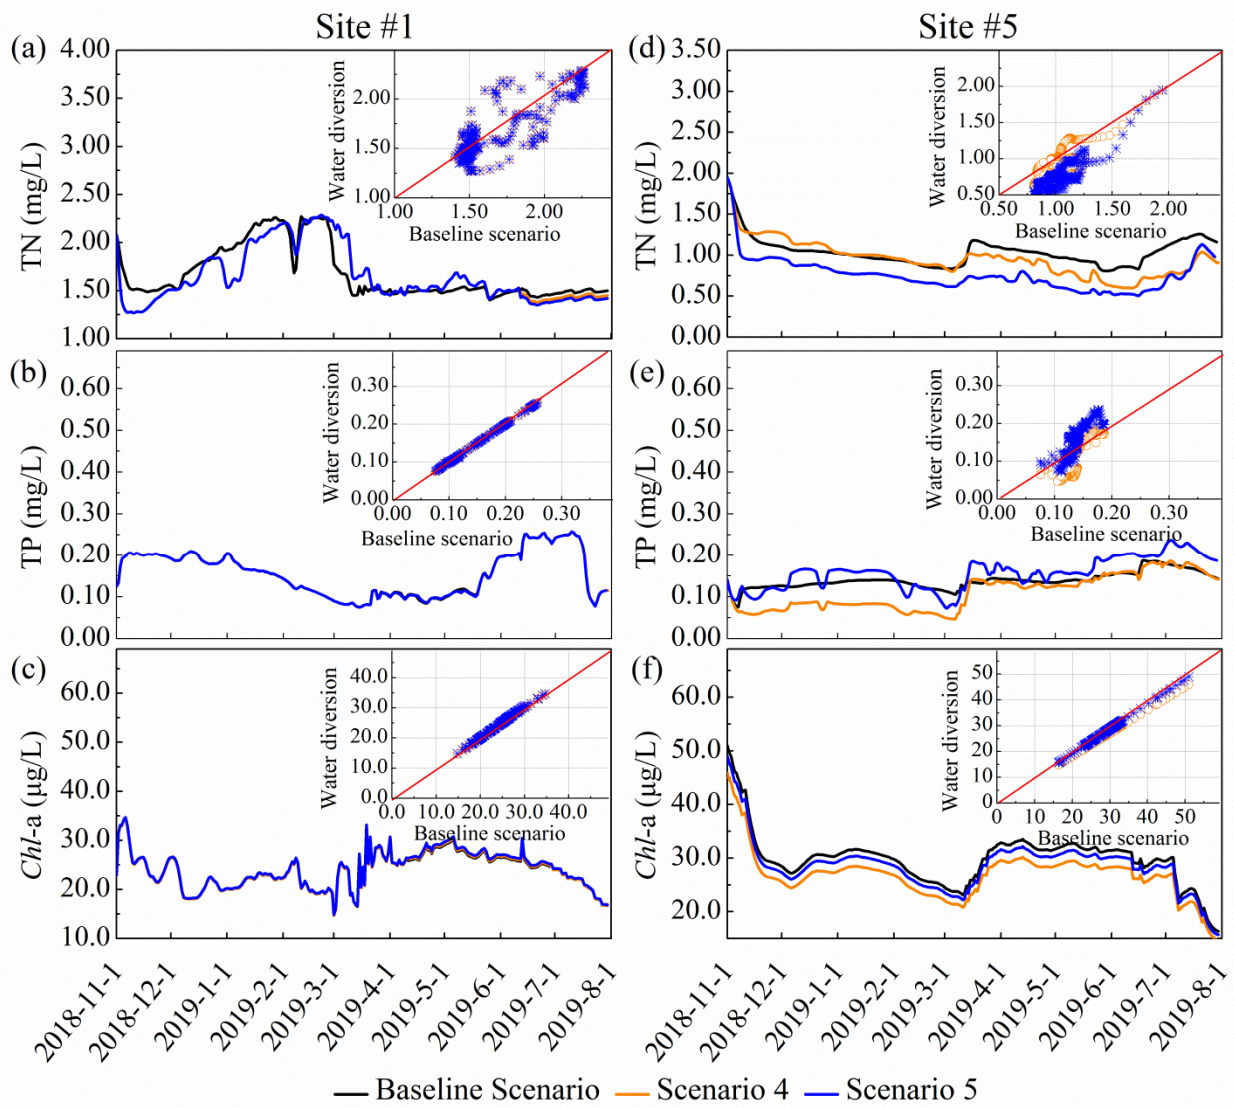 Site #1
Site #5
(a)
4.00
3.50
3.00
2.50
2.00
1.50
1.00
TN (mg/L)
Water diversion
2.00
1.50
1.00
1.00 1.50 2.00
Baseline scenario
(d)
3.50
3.00
2.50
2.00
1.50
1.00
0.50
0.00
TN (mg/L)
Water diversion
2.00
1.50
1.00
0.50
0.50 1.00 1.50 2.00
Baseline scenario
(b)
0.60
0.50
0.40
0.30
0.20
0.10
0.00
TP (mg/L)
Water diversion
0.30
0.20
0.10
0.00
0.00 0.10 0.20 0.30
Baseline scenario
(e)
0.60
0.50
0.40
0.30
0.20
0.10
0.00
TP (mg/L)
Water diversion
0.30
0.20
0.10
0.00
0.00 0.10 0.20 0.30
Baseline scenario
(c)
60.0
50.0
40.0
30.0
20.0
10.0
Chl-a (μg/L)
Water diversion
40.0
30.0
20.0
10.0
0.0
0.0 10.0 20.0 30.0 40.0
Baseline scenario
(f)
60.0
50.0
40.0
30.0
20.0
Chl-a (μg/L)
Water diversion
50
40
30
20
10
0
0 10 20 30 40 50
Baseline scenario
2018-11-1 2018-12-1 2019-1-1 2019-2-1 2019-3-1 2019-4-1 2019-5-1 2019-6-1 2019-7-1 2019-8-1
2018-11-1 2018-12-1 2019-1-1 2019-2-1 2019-3-1 2019-4-1 2019-5-1 2019-6-1 2019-7-1 2019-8-1
Baseline Scenario Scenario 4 Scenario 5